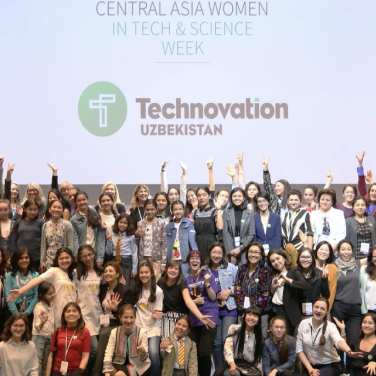 CENTRAL ASIA WOMEN
IN TECH & SCIENCE
WEEK
Technovation
UZBEKISTAN